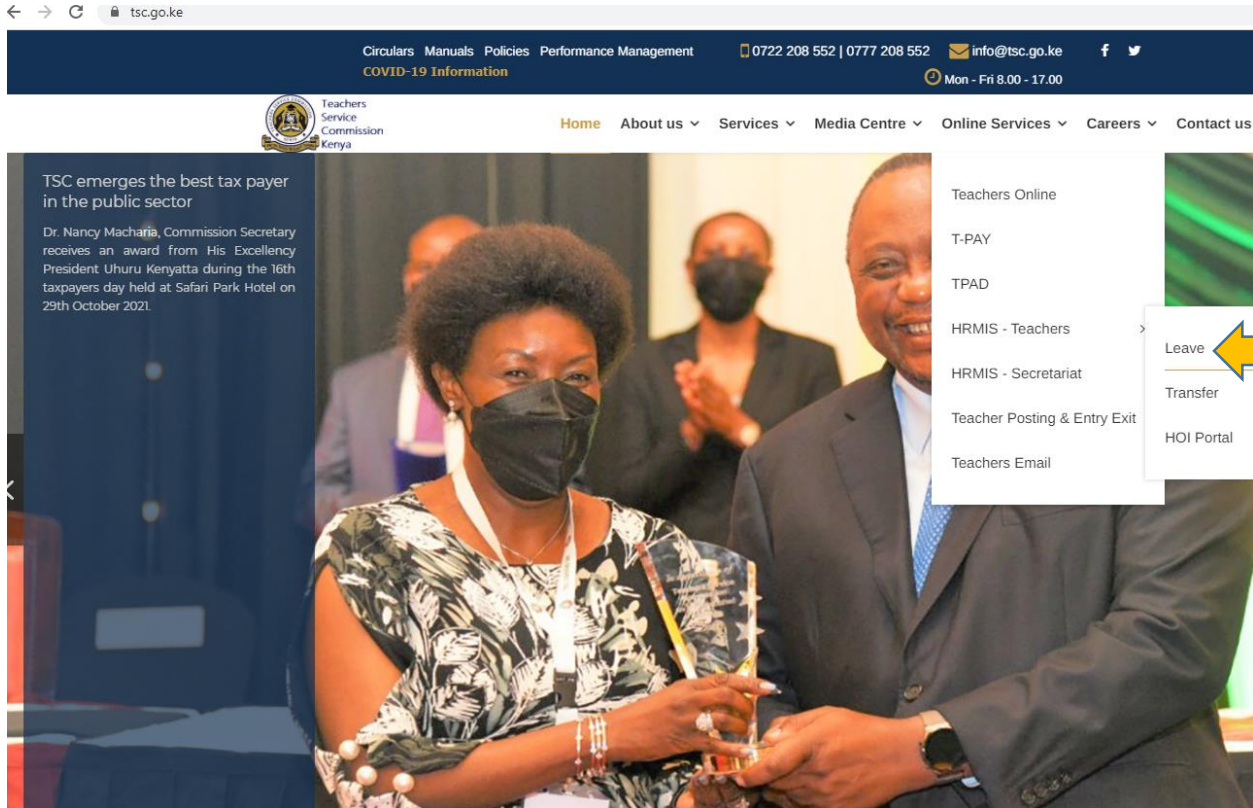 tsc.go.ke
Circulars Manuals Policies Performance Management
0722 208 552 | 0777 208 552
info@tsc.go.ke
COVID-19 Information
Mon - Fri 8.00 - 17.00
Teachers
Service
Commission
Kenya
Home About us Services Media Centre Online Services Careers Contact us
TSC emerges the best tax payer
in the public sector
Dr. Nancy Macharia, Commission Secretary
receives an award from His Excellency
President Uhuru Kenyatta during the 16th
taxpayers day held at Safari Park Hotel on
29th October 2021.
Teachers Online
T-PAY
TPAD
HRMIS - Teachers
HRMIS - Secretariat
Teacher Posting & Entry Exit
Teachers Email
Leave
Transfer
HOI Portal